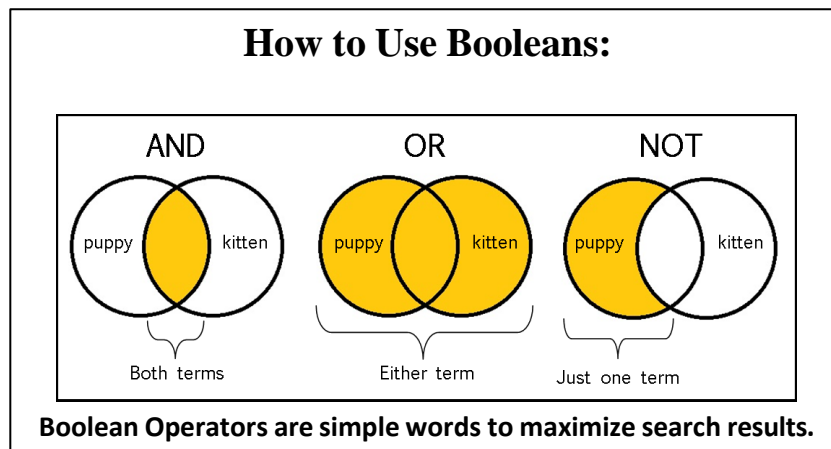 How to Use Booleans:
AND OR NOT
puppy kitten puppy kitten puppy kitten
Both terms Either term Just one term
Boolean Operators are simple words to maximize search results.